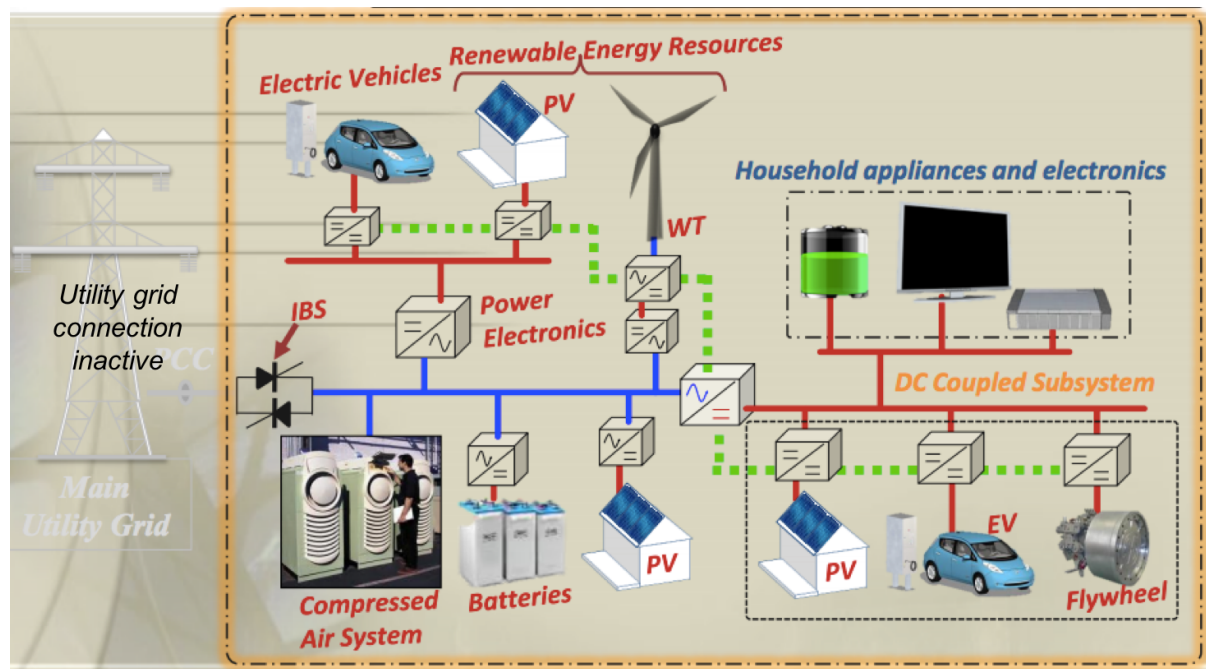 Renewable Energy Resources
Electric Vehicles
PV
Household appliances and electronics
WT
Utility grid
connection
inactive
IBS
Power
Electronics
PCC
DC Coupled Subsystem
Main
Utility Grid
PV
EV
PV
Compressed
Air System
Batteries
Flywheel